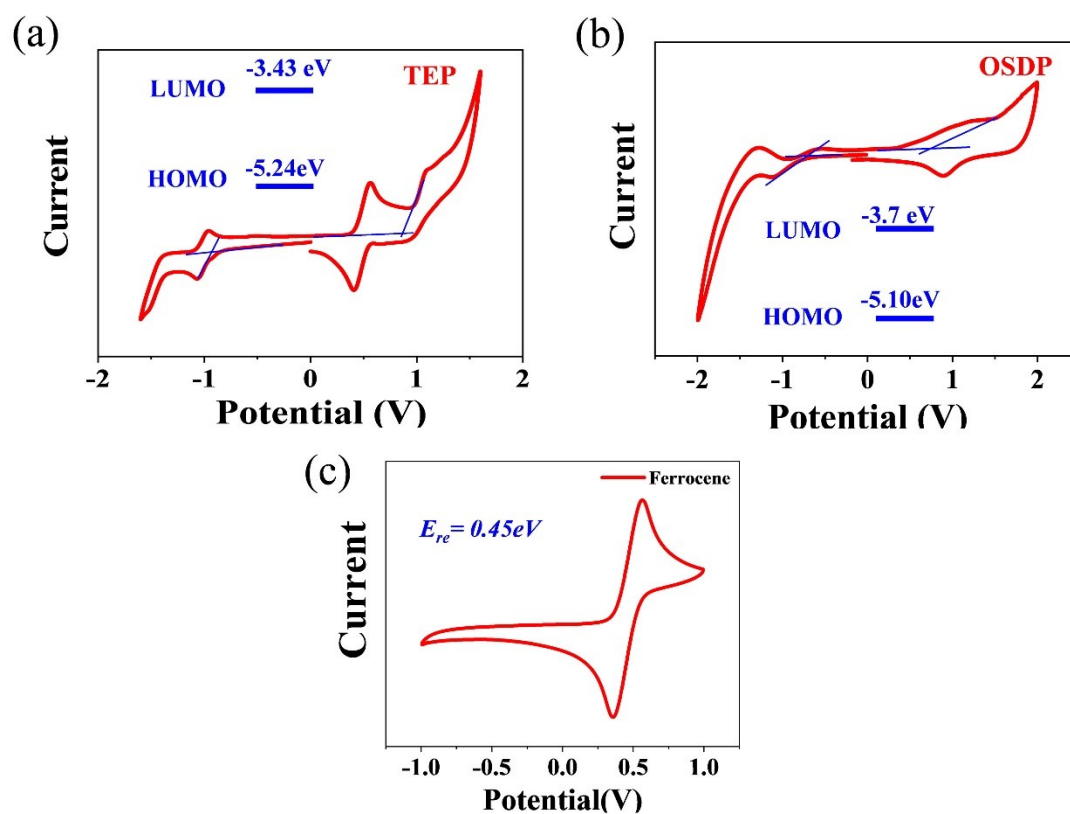 (a)
-3.43 eV
LUMO
TEP
-5.24eV
HOMO
Current
-2
-1
0
1
2
Potential (V)
(b)
OSDP
-3.7 eV
LUMO
-5.10eV
HOMO
Current
-2
-1
0
1
2
Potential (V)
(c)
Ferrocene
E_re= 0.45eV
Current
-1.0
-0.5
0.0
0.5
1.0
Potential(V)